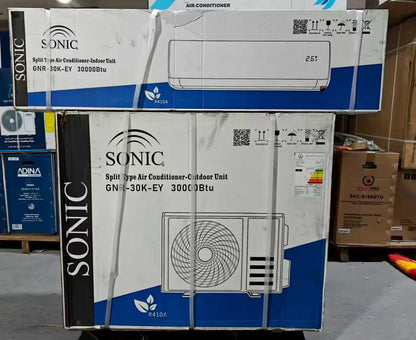 AIR-CONDITIONER
SONIC
SONIC
Split Type Air Conditioner-Indoor Unit
GNR-30K-EY 30000Btu
26
R410A
SONIC
SONIC
Split Type Air Conditioner-Outdoor Unit
GNR-30K-EY 30000Btu
R410A
ADINA